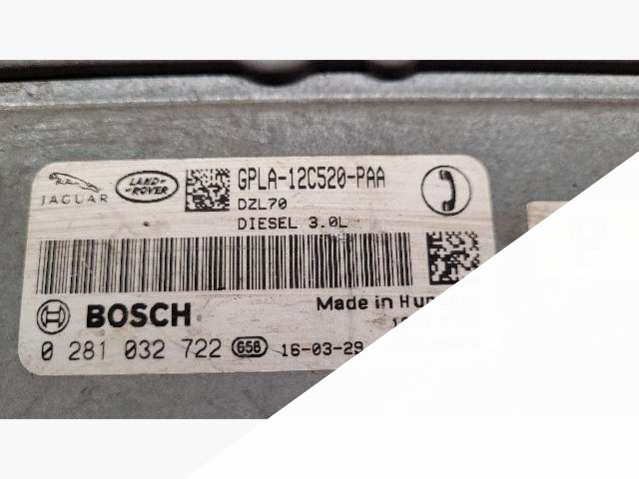 JAGUAR
LAND-
ROVER
GPLA-12C520-PAA
DZL70
DIESEL 3.0L
BOSCH
Made in
0 281 032 722 G5B 16-03-29